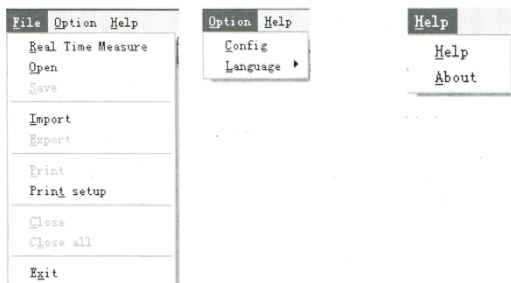 File Option Help
Real Time Measure
Open
Save
Import
Export
Print
Print setup
Close
Close all
Exit
Option Help
Config
Language
Help
Help
About